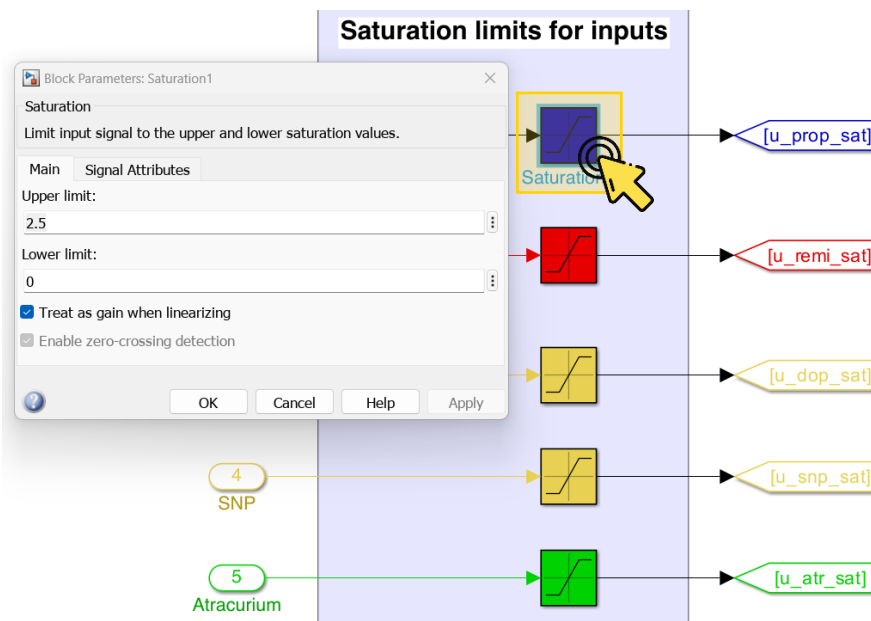 Saturation limits for inputs
Block Parameters: Saturation1
Saturation
Limit input signal to the upper and lower saturation values.
Main
Signal Attributes
Upper limit:
2.5
Lower limit:
0
Treat as gain when linearizing
Enable zero-crossing detection
OK
Cancel
Help
Apply
Saturation
[u_prop_sat]
[u_remi_sat]
[u_dop_sat]
4
SNP
[u_snp_sat]
5
Atracurium
[u_atr_sat]